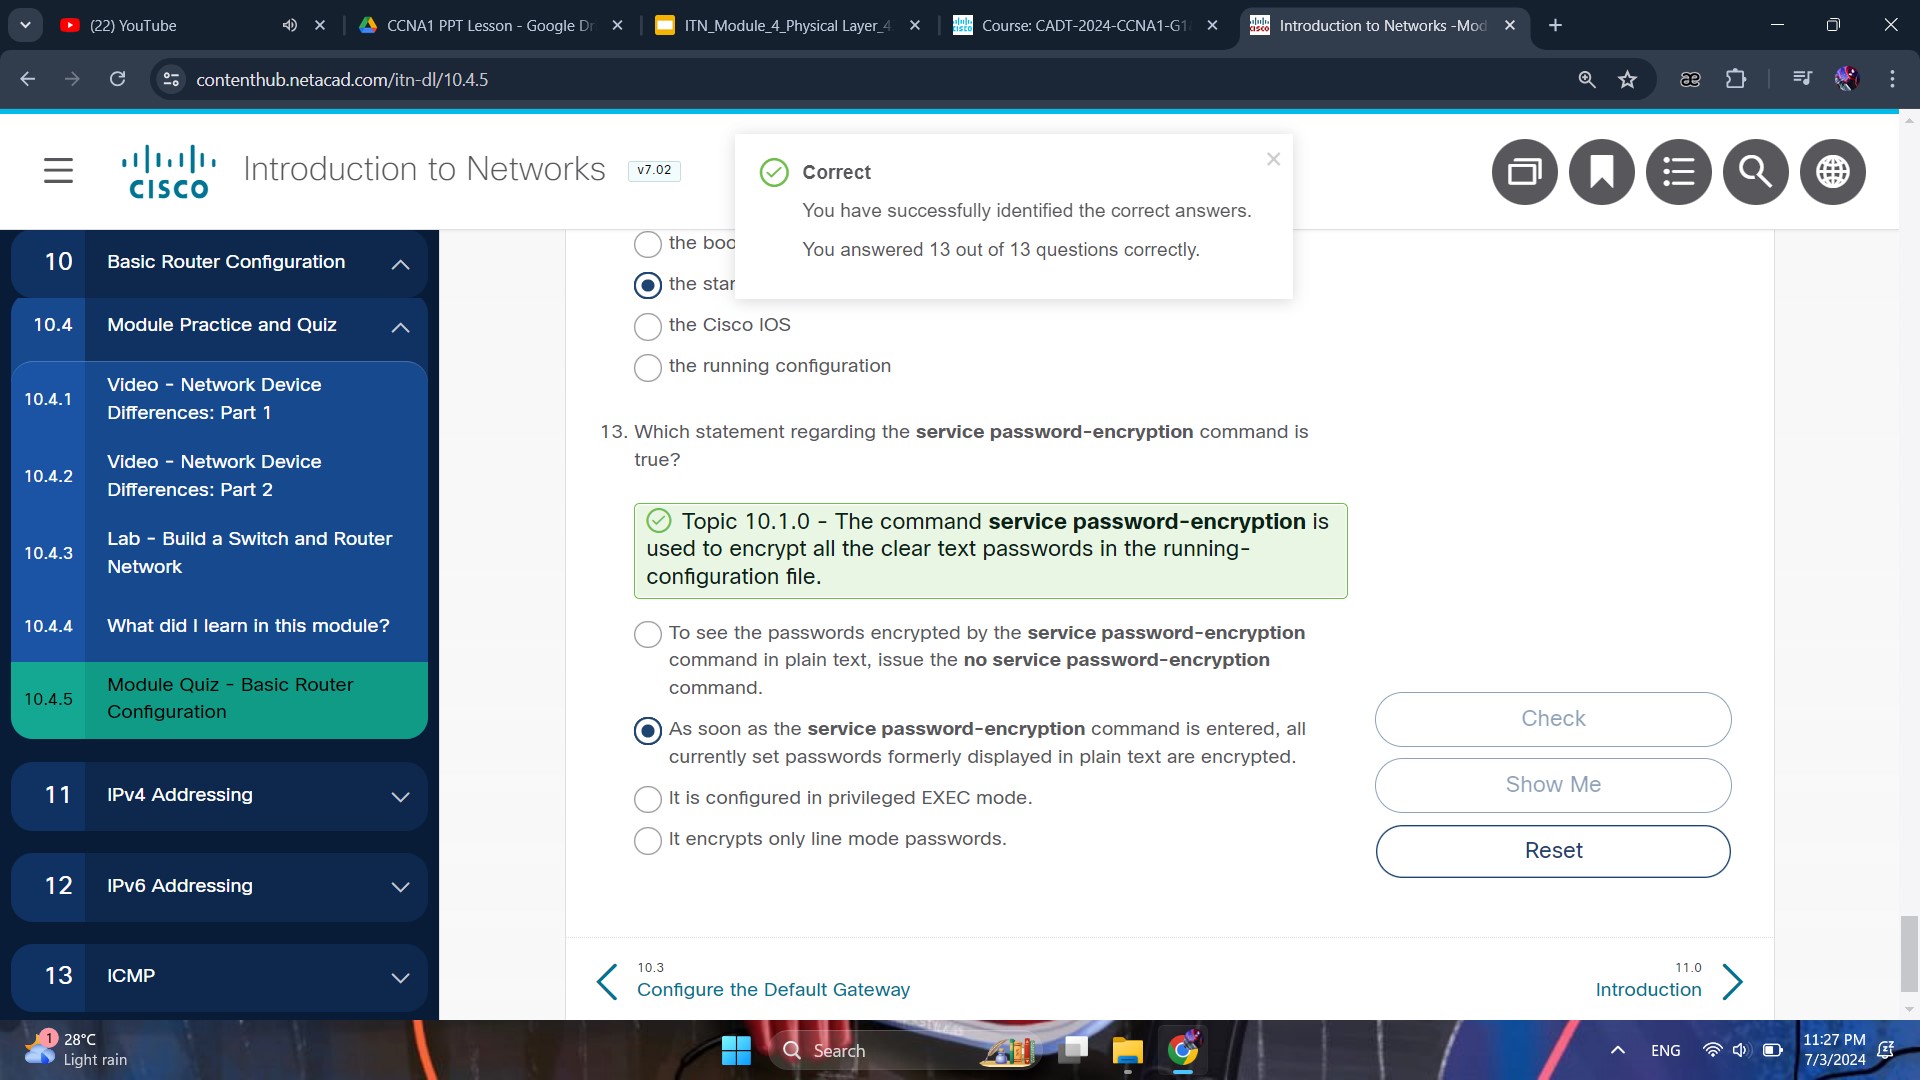 (22) YouTube
CCNA1 PPT Lesson - Google Dr
ITN_Module_4_Physical Layer_4
Course: CADT-2024-CCNA1-G1
Introduction to Networks -Mod
contenthub.netacad.com/itn-dl/10.4.5
CISCO
Introduction to Networks
v7.02
Correct
You have successfully identified the correct answers.
You answered 13 out of 13 questions correctly.
10 Basic Router Configuration
10.4 Module Practice and Quiz
10.4.1 Video - Network Device
Differences: Part 1
10.4.2 Video - Network Device
Differences: Part 2
10.4.3 Lab - Build a Switch and Router
Network
10.4.4 What did I learn in this module?
10.4.5 Module Quiz - Basic Router
Configuration
11 IPv4 Addressing
12 IPv6 Addressing
13 ICMP
the boo
the star
the Cisco IOS
the running configuration
13. Which statement regarding the service password-encryption command is
true?
Topic 10.1.0 - The command service password-encryption is
used to encrypt all the clear text passwords in the running-
configuration file.
To see the passwords encrypted by the service password-encryption
command in plain text, issue the no service password-encryption
command.
As soon as the service password-encryption command is entered, all
currently set passwords formerly displayed in plain text are encrypted.
It is configured in privileged EXEC mode.
It encrypts only line mode passwords.
Check
Show Me
Reset
10.3
Configure the Default Gateway
11.0
Introduction
1
28°C
Light rain
Search
ENG
11:27 PM
7/3/2024